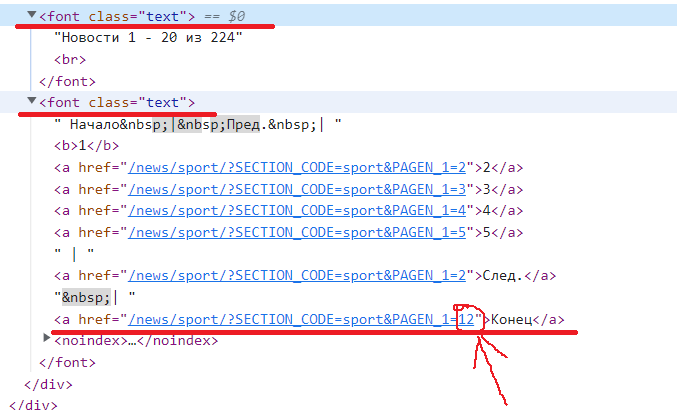 <font class="text"> == $0
"Новости 1 - 20 из 224"
<br>
</font>
<font class="text">
" Начало&nbsp;|&nbsp;Пред.&nbsp;| "
<b>1</b>
<a href="/news/sport/?SECTION_CODE=sport&PAGEN_1=2">2</a>
<a href="/news/sport/?SECTION_CODE=sport&PAGEN_1=3">3</a>
<a href="/news/sport/?SECTION_CODE=sport&PAGEN_1=4">4</a>
<a href="/news/sport/?SECTION_CODE=sport&PAGEN_1=5">5</a>
" | "
<a href="/news/sport/?SECTION_CODE=sport&PAGEN_1=2">След.</a>
"&nbsp;| "
<a href="/news/sport/?SECTION_CODE=sport&PAGEN_1=12">Конец</a>
<noindex>…</noindex>
</font>
</div>
</div>